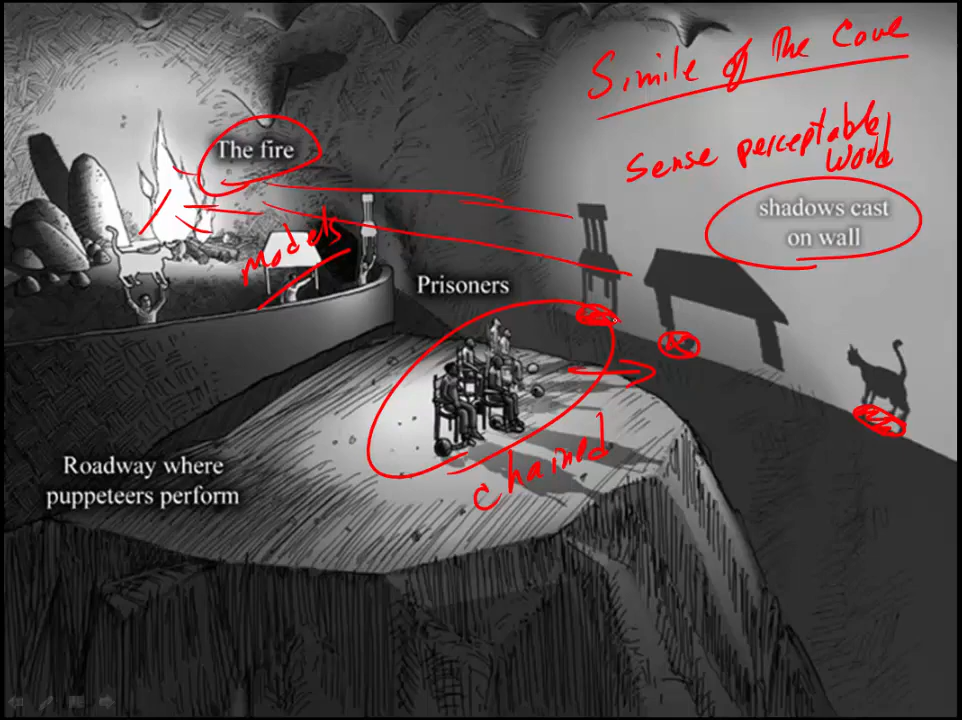 Simile of The Cave
Sense perceptable
World
The fire
shadows cast
on wall
models
Prisoners
chained
Roadway where
puppeteers perform